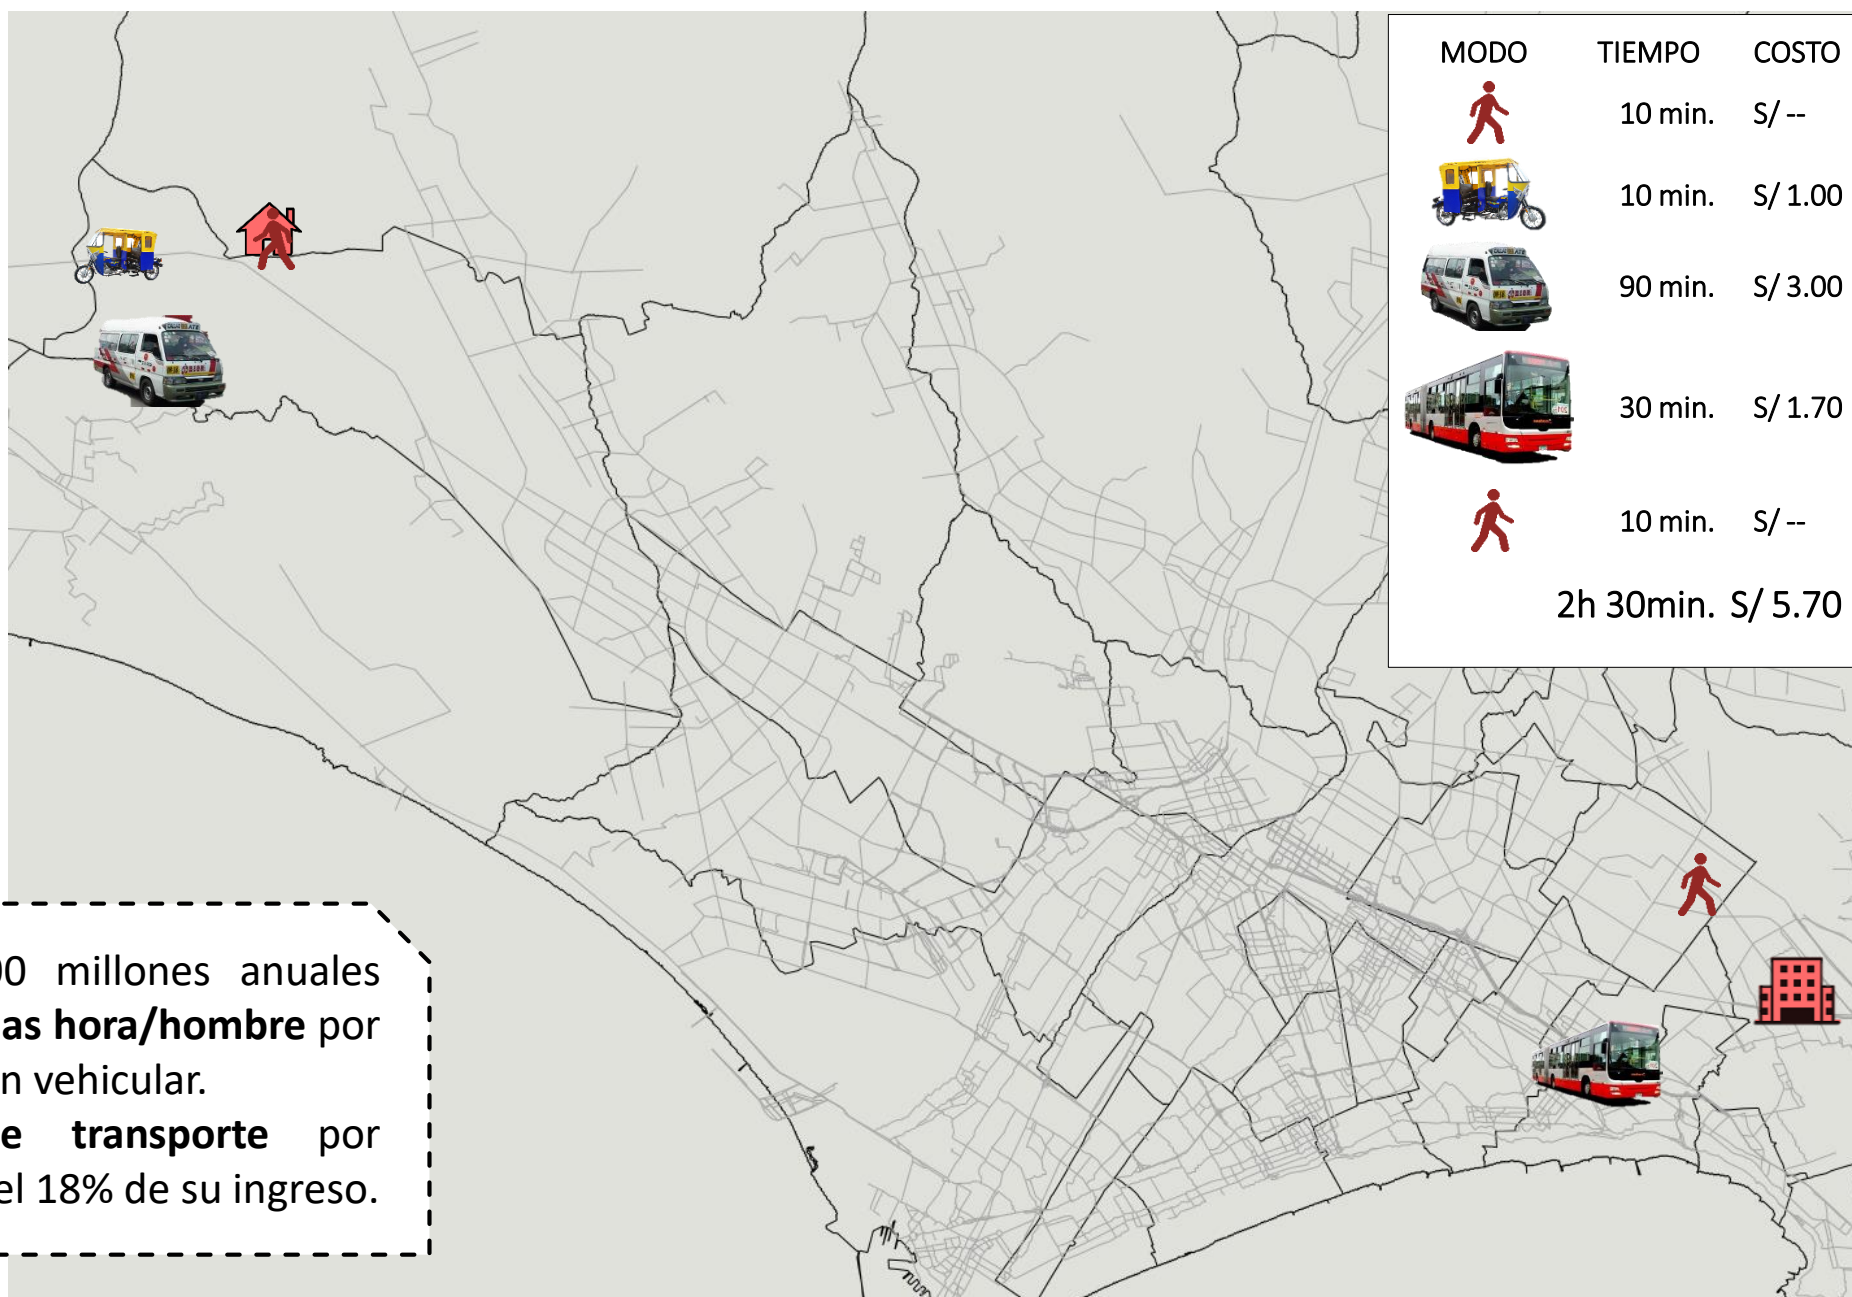 MODO TIEMPO COSTO
10 min. S/ --
10 min. S/ 1.00
90 min. S/ 3.00
30 min. S/ 1.70
10 min. S/ --
2h 30min. S/ 5.70
millones anuales
hora/hombre por
vehicular.
transporte por
el 18% de su ingreso.